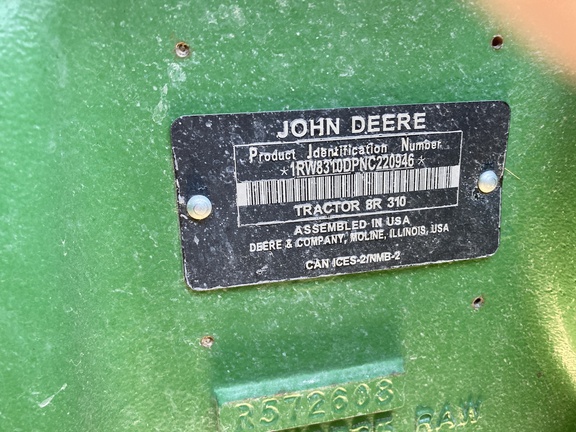 JOHN DEERE
Product Identification Number
*1RW8310DPNC220946*
TRACTOR 8R 310
ASSEMBLED IN USA
DEERE & COMPANY, MOLINE, ILLINOIS, USA
CAN ICES-2/NMB-2
R572608
RAW